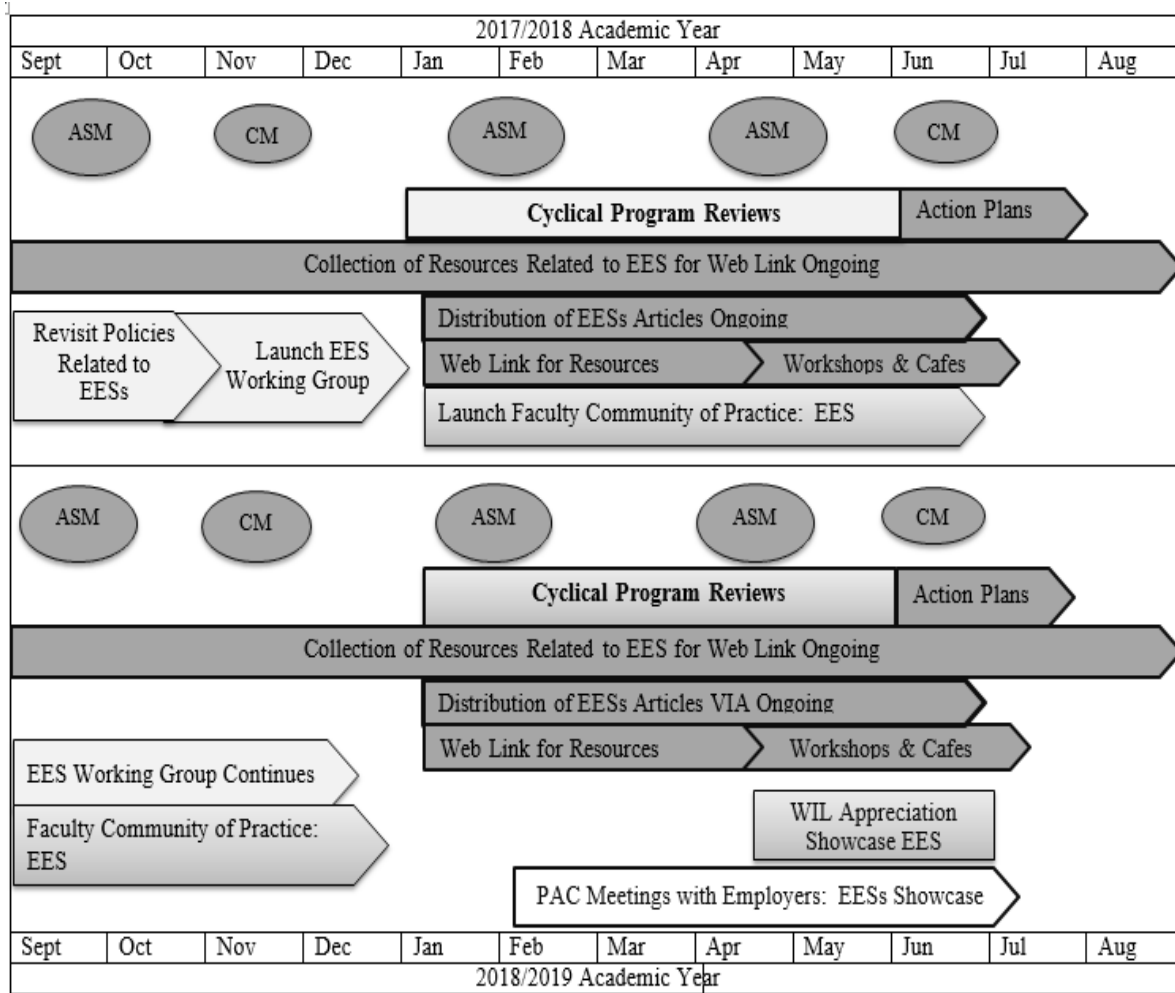 2017/2018 Academic Year
Sept Oct Nov Dec Jan Feb Mar Apr May Jun Jul Aug
ASM CM ASM ASM CM
Cyclical Program Reviews Action Plans
Collection of Resources Related to EES for Web Link Ongoing
Distribution of EESs Articles Ongoing
Revisit Policies
Related to
EESs
Launch EES
Working Group
Web Link for Resources Workshops & Cafes
Launch Faculty Community of Practice: EES
ASM CM ASM ASM CM
Cyclical Program Reviews Action Plans
Collection of Resources Related to EES for Web Link Ongoing
Distribution of EESs Articles VIA Ongoing
Web Link for Resources Workshops & Cafes
EES Working Group Continues
Faculty Community of Practice:
EES
WIL Appreciation
Showcase EES
PAC Meetings with Employers: EESs Showcase
Sept Oct Nov Dec Jan Feb Mar Apr May Jun Jul Aug
2018/2019 Academic Year